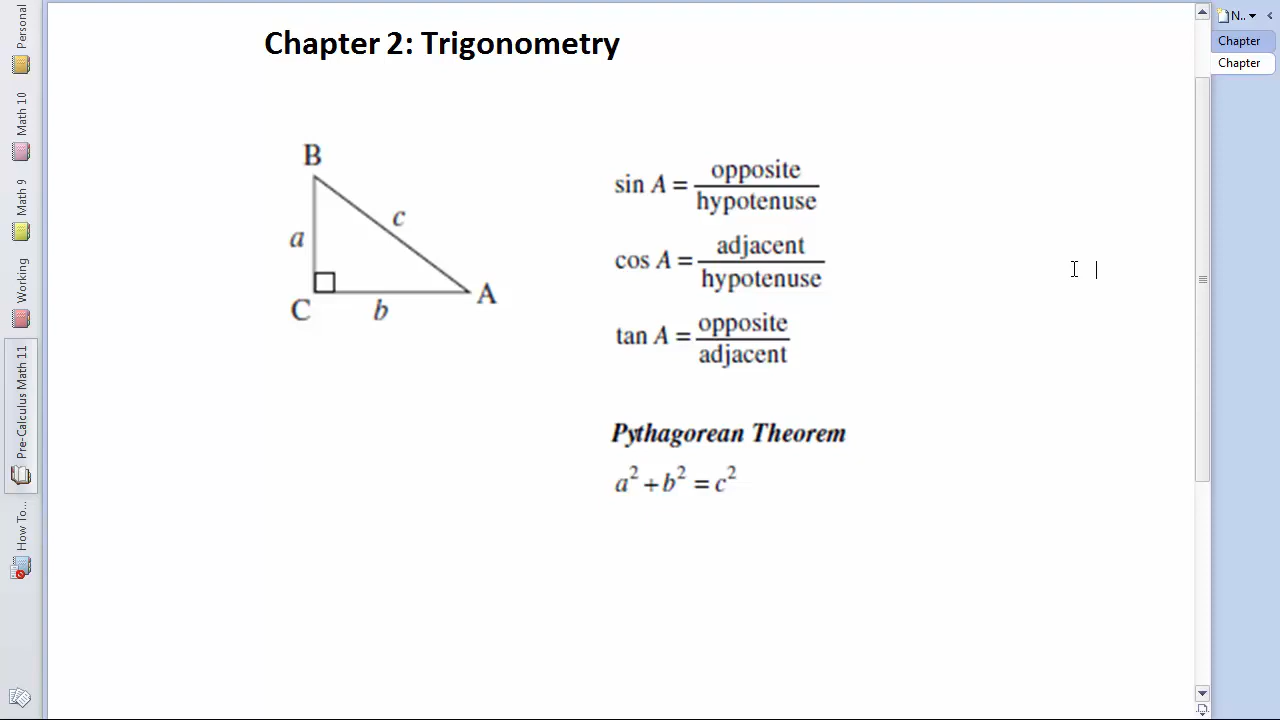 Chapter 2: Trigonometry
B
a
c
C
b
A
sin A = opposite / hypotenuse
cos A = adjacent / hypotenuse
tan A = opposite / adjacent
Pythagorean Theorem
a² + b² = c²
Personal
Math 10
Math 9
Working
Pre-Calculus Math 11
How To...
N..
Chapter
Chapter